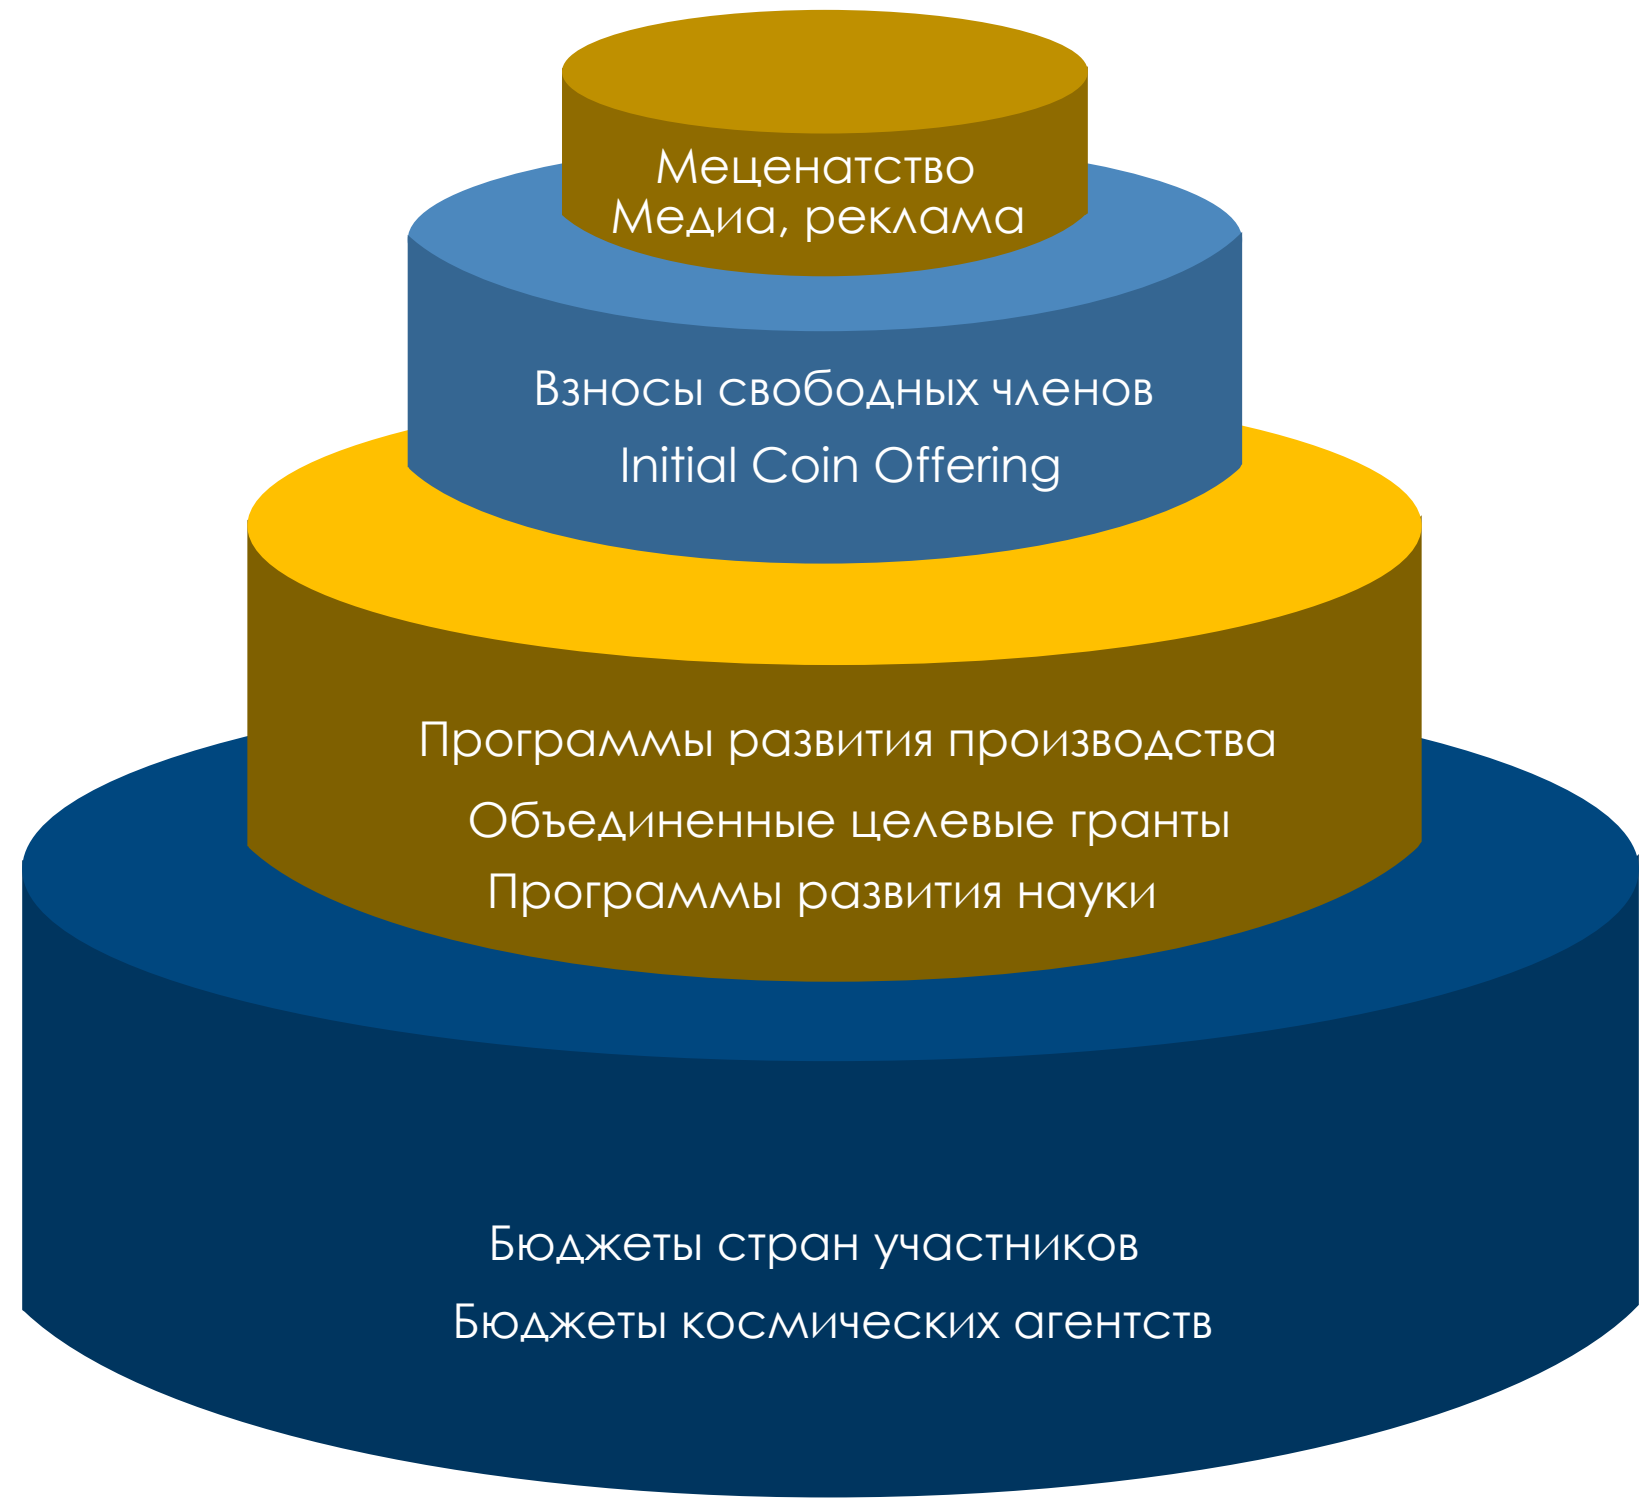 Меценатство
Медиа, реклама
Взносы свободных членов
Initial Coin Offering
Программы развития производства
Объединенные целевые гранты
Программы развития науки
Бюджеты стран участников
Бюджеты космических агентств